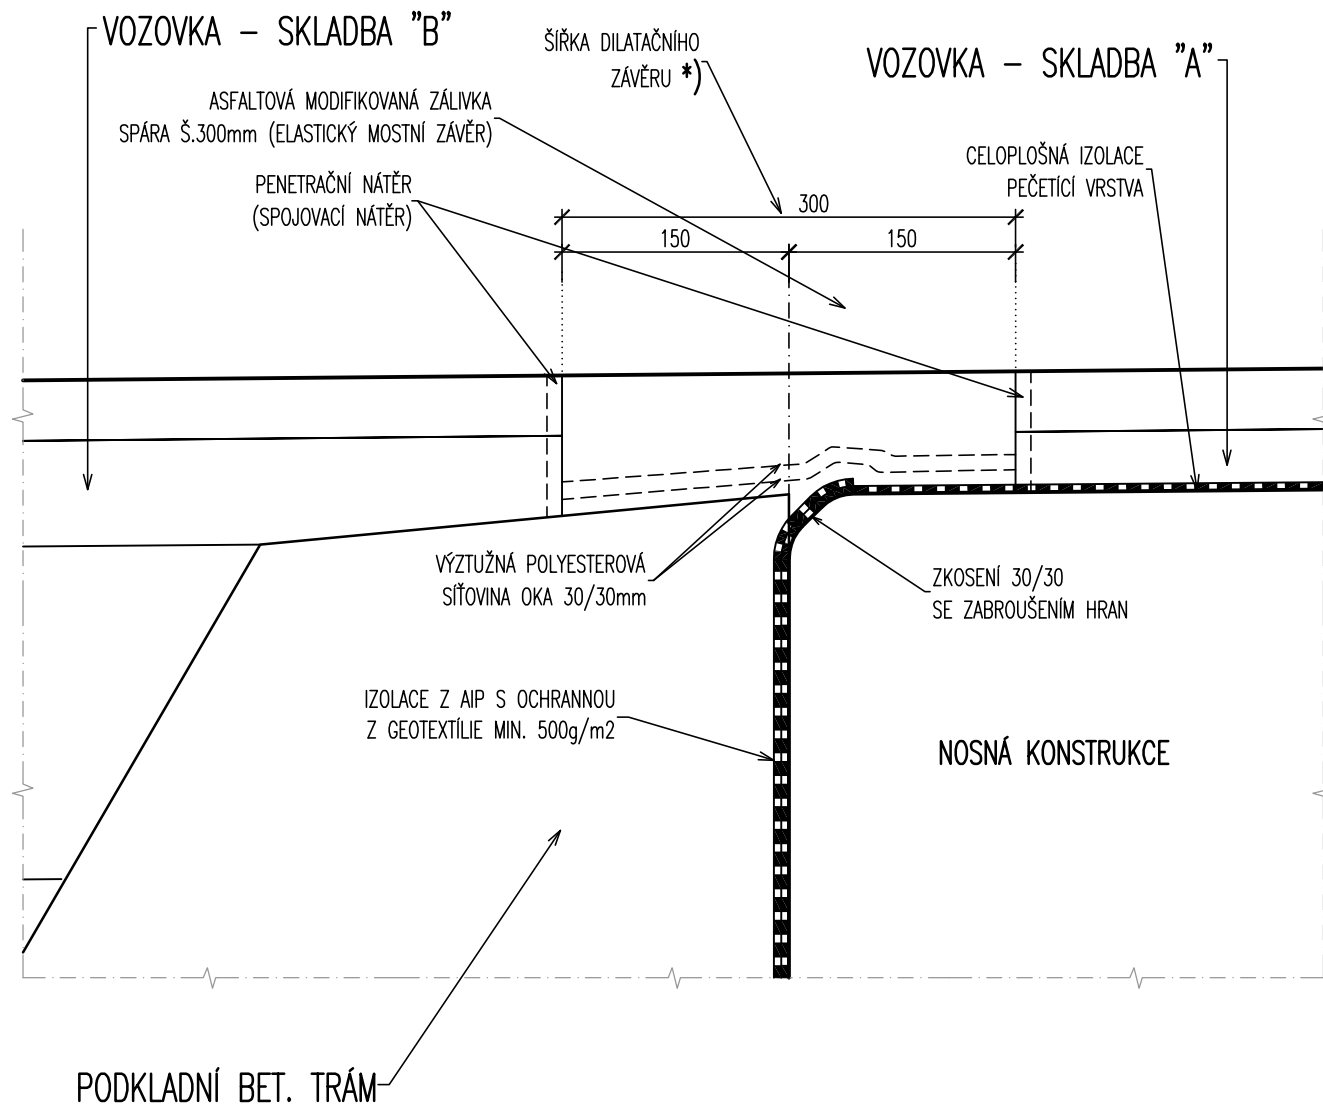 VOZOVKA – SKLADBA "B"
ŠÍŘKA DILATAČNÍHO
ZÁVĚRU *)
VOZOVKA – SKLADBA "A"
ASFALTOVÁ MODIFIKOVANÁ ZÁLIVKA
SPÁRA Š.300mm (ELASTICKÝ MOSTNÍ ZÁVĚR)
CELOPLOŠNÁ IZOLACE
PEČETÍCÍ VRSTVA
PENETRAČNÍ NÁTĚR
(SPOJOVACÍ NÁTĚR)
300
150
150
VÝZTUŽNÁ POLYESTEROVÁ
SÍŤOVINA OKA 30/30mm
ZKOSENÍ 30/30
SE ZABROUŠENÍM HRAN
IZOLACE Z AIP S OCHRANNOU
Z GEOTEXTÍLIE MIN. 500g/m2
NOSNÁ KONSTRUKCE
PODKLADNÍ BET. TRÁM